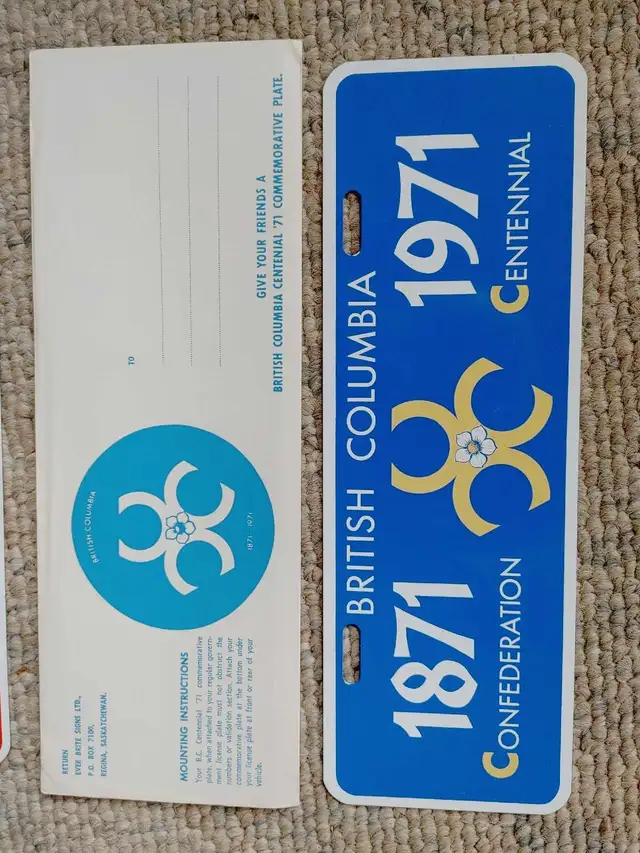 RETURN
EVER BRITE SIGNS LTD.,
P.O. BOX 7100,
REGINA, SASKATCHEWAN.
TO
BRITISH COLUMBIA
1871 - 1971
MOUNTING INSTRUCTIONS
Your B.C. Centennial '71 commemorative
plate, when attached to your regular govern-
ment license plate must not obstruct the
numbers or validation section. Attach your
commemorative plate at the bottom under
your license plate at front or rear of your
vehicle.
GIVE YOUR FRIENDS A
BRITISH COLUMBIA CENTENIAL '71 COMMEMORATIVE PLATE.
BRITISH COLUMBIA
1871 1971
CONFEDERATION CENTENNIAL